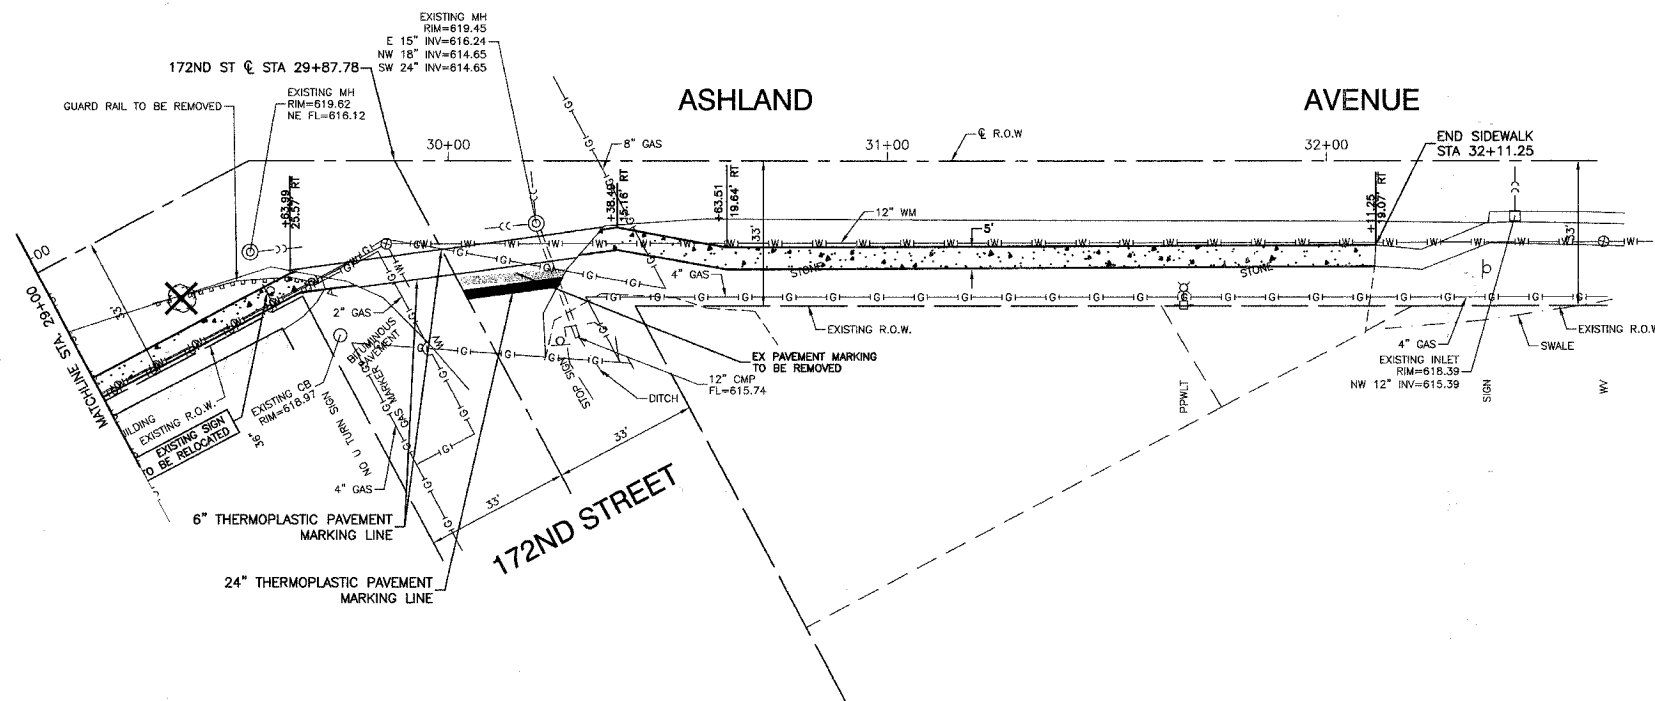 EXISTING MH
RIM=619.45
E 15" INV=616.24
NW 18" INV=614.65
SW 24" INV=614.65
172ND ST ℄ STA 29+87.78
EXISTING MH
RIM=619.62
NE FL=616.12
GUARD RAIL TO BE REMOVED
ASHLAND AVENUE
30+00
8" GAS
31+00
℄ R.O.W
32+00
END SIDEWALK
STA 32+11.25
+63.99
25.57' RT
+38.49
15.16' RT
+63.51
19.64' RT
+11.25
19.07' RT
12" WM
33'
5'
33'
33'
4" GAS
STONE
STONE
2" GAS
MATCHLINE STA. 29+00
EXISTING R.O.W.
EXISTING R.O.W
4" GAS
SWALE
EXISTING INLET
RIM=618.39
NW 12" INV=615.39
EX PAVEMENT MARKING
TO BE REMOVED
12" CMP
FL=615.74
DITCH
STOP SIGN
BITUMINOUS
PAVEMENT
GAS MARKER
NO U TURN SIGN
EXISTING CB
RIM=618.97
36"
EXISTING R.O.W.
EXISTING SIGN
TO BE RELOCATED
PPWLT
SIGN
WV
4" GAS
33'
33'
172ND STREET
6" THERMOPLASTIC PAVEMENT
MARKING LINE
24" THERMOPLASTIC PAVEMENT
MARKING LINE